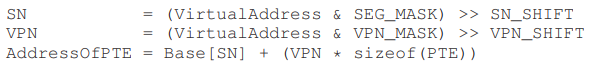 SN = (VirtualAddress & SEG_MASK) >> SN_SHIFT
VPN = (VirtualAddress & VPN_MASK) >> VPN_SHIFT
AddressOfPTE = Base[SN] + (VPN * sizeof(PTE))